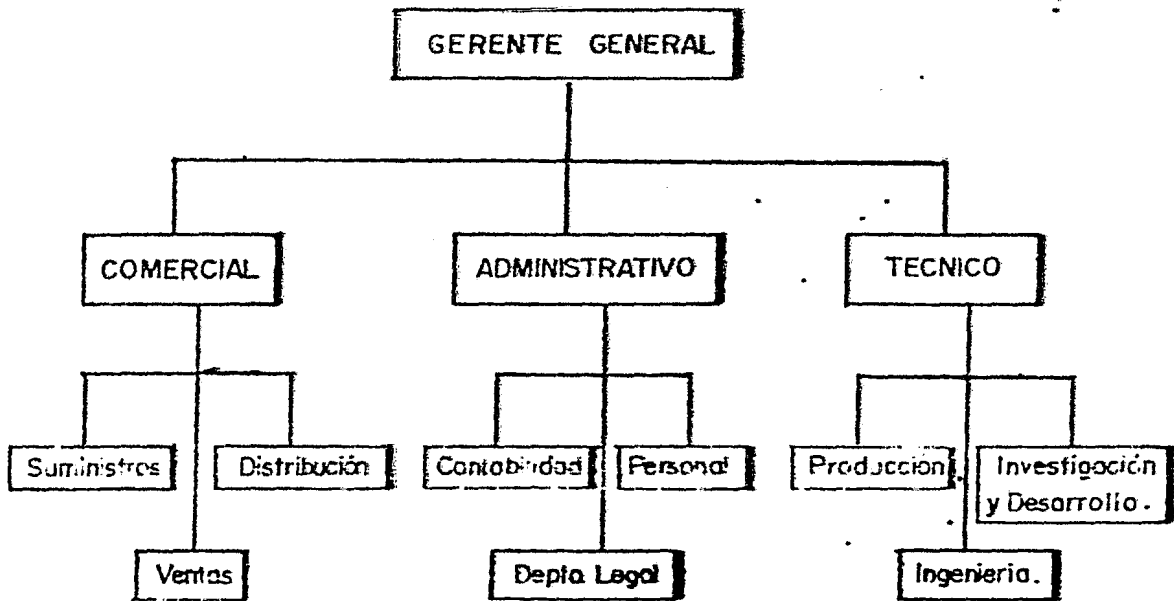 GERENTE GENERAL
COMERCIAL
ADMINISTRATIVO
TECNICO
Suministros
Distribución
Contabilidad
Personal
Producción
Investigación
y Desarrollo.
Ventas
Depto. Legal
Ingenieria.